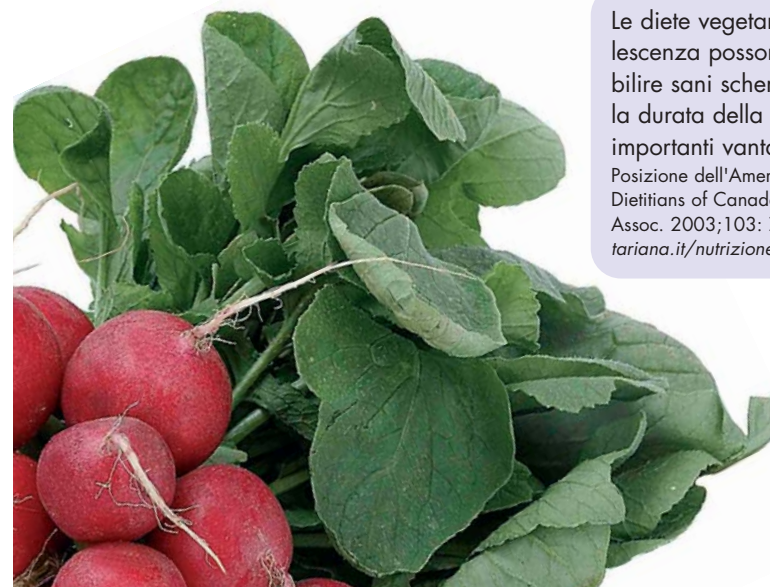 Le diete vegetar
lescenza posson
bilire sani schem
la durata della
importanti vanta
Posizione dell'Amer
Dietitians of Canada
Assoc. 2003;103:
tariana.it/nutrizione